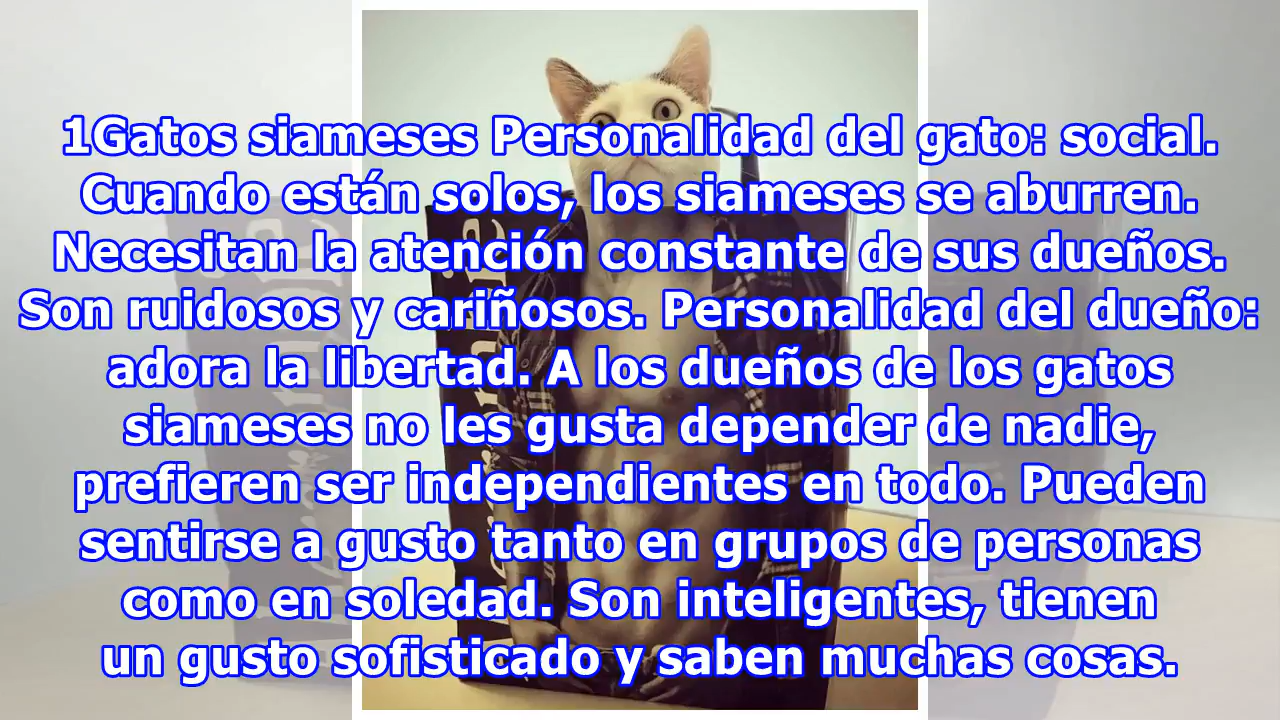 1Gatos siameses Personalidad del gato: social.
Cuando están solos, los siameses se aburren.
Necesitan la atención constante de sus dueños.
Son ruidosos y cariñosos. Personalidad del dueño:
adora la libertad. A los dueños de los gatos
siameses no les gusta depender de nadie,
prefieren ser independientes en todo. Pueden
sentirse a gusto tanto en grupos de personas
como en soledad. Son inteligentes, tienen
un gusto sofisticado y saben muchas cosas.